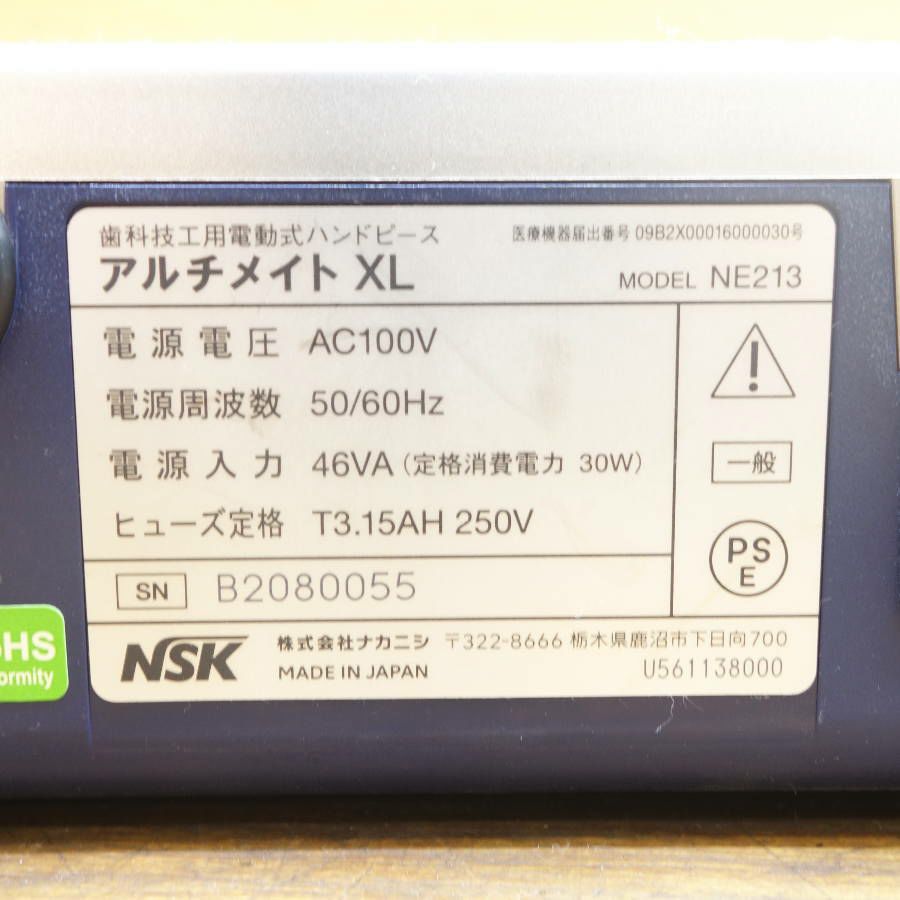 歯科技工用電動式ハンドピース 医療機器届出番号 09B2X00016000030号
アルチメイト XL MODEL NE213
電源電圧 AC100V
電源周波数 50/60Hz
電源入力 46VA (定格消費電力 30W)
ヒューズ定格 T3.15AH 250V
一般
PS
E
SN B2080055
HS
ormity
NSK 株式会社ナカニシ 〒322-8666 栃木県鹿沼市下日向700
MADE IN JAPAN U561138000